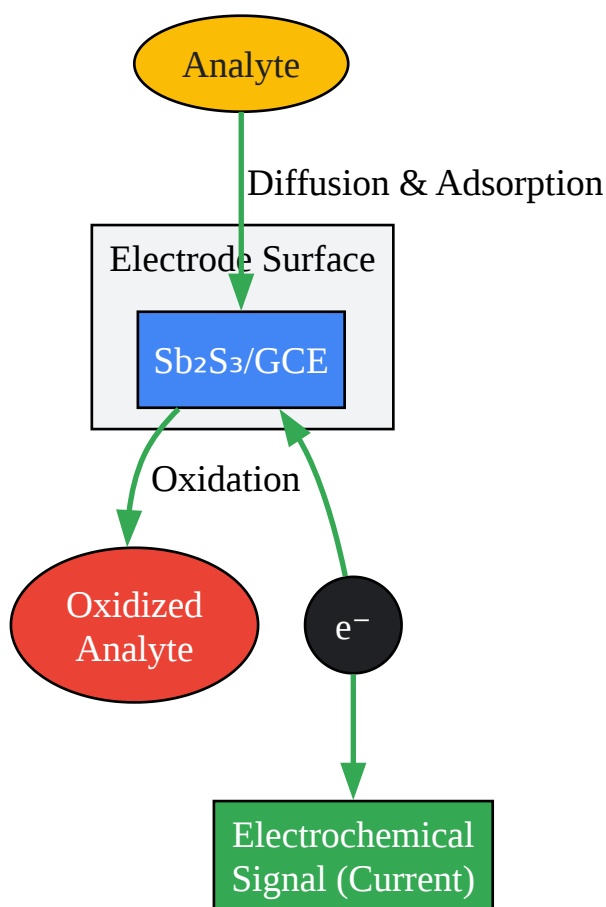 Analyte
Diffusion & Adsorption
Electrode Surface
Sb₂S₃/GCE
Oxidation
Oxidized
Analyte
e⁻
Electrochemical
Signal (Current)